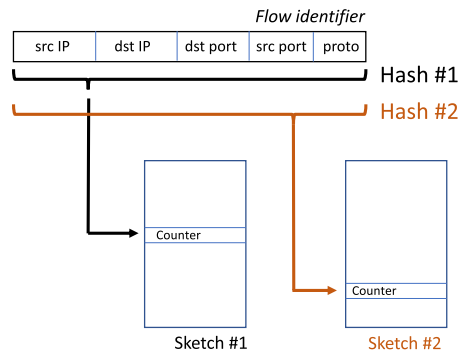 Flow identifier
src IP dst IP dst port src port proto
Hash #1
Hash #2
Counter
Counter
Sketch #1 Sketch #2